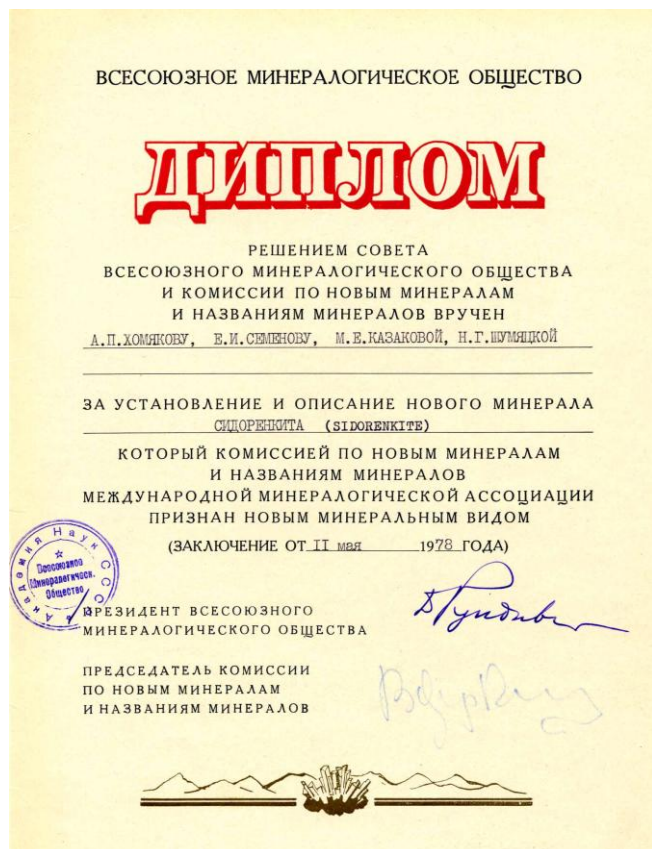 ВСЕСОЮЗНОЕ МИНЕРАЛОГИЧЕСКОЕ ОБЩЕСТВО
ДИПЛОМ
РЕШЕНИЕМ СОВЕТА
ВСЕСОЮЗНОГО МИНЕРАЛОГИЧЕСКОГО ОБЩЕСТВА
И КОМИССИИ ПО НОВЫМ МИНЕРАЛАМ
И НАЗВАНИЯМ МИНЕРАЛОВ ВРУЧЕН
А.П.ХОМЯКОВУ, Е.И.СЕМЕНОВУ, М.Е.КАЗАКОВОЙ, Н.Г.ШУМЯЦКОЙ
ЗА УСТАНОВЛЕНИЕ И ОПИСАНИЕ НОВОГО МИНЕРАЛА
СИДОРЕНКИТА (SIDORENKITE)
КОТОРЫЙ КОМИССИЕЙ ПО НОВЫМ МИНЕРАЛАМ
И НАЗВАНИЯМ МИНЕРАЛОВ
МЕЖДУНАРОДНОЙ МИНЕРАЛОГИЧЕСКОЙ АССОЦИАЦИИ
ПРИЗНАН НОВЫМ МИНЕРАЛЬНЫМ ВИДОМ
(ЗАКЛЮЧЕНИЕ ОТ II мая 1978 ГОДА)
Академия Наук СССР
Всесоюзное
Минералогическ.
Общество
ПРЕЗИДЕНТ ВСЕСОЮЗНОГО
МИНЕРАЛОГИЧЕСКОГО ОБЩЕСТВА
ПРЕДСЕДАТЕЛЬ КОМИССИИ
ПО НОВЫМ МИНЕРАЛАМ
И НАЗВАНИЯМ МИНЕРАЛОВ